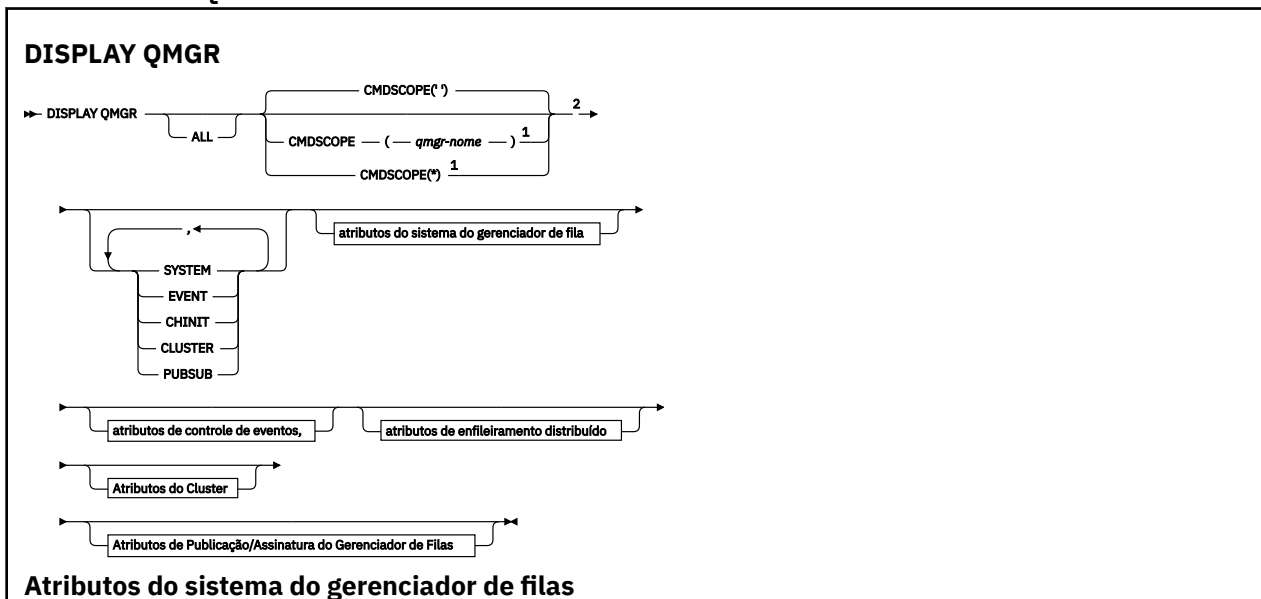 DISPLAY QMGR
CMDSCOPE(' ')
DISPLAY QMGR
2
ALL
CMDSCOPE ( qmgr-nome ) 1
CMDSCOPE(*) 1
,
atributos do sistema do gerenciador de fila
SYSTEM
EVENT
CHINIT
CLUSTER
PUBSUB
atributos de controle de eventos,
atributos de enfileiramento distribuído
Atributos do Cluster
Atributos de Publicação/Assinatura do Gerenciador de Filas
Atributos do sistema do gerenciador de filas